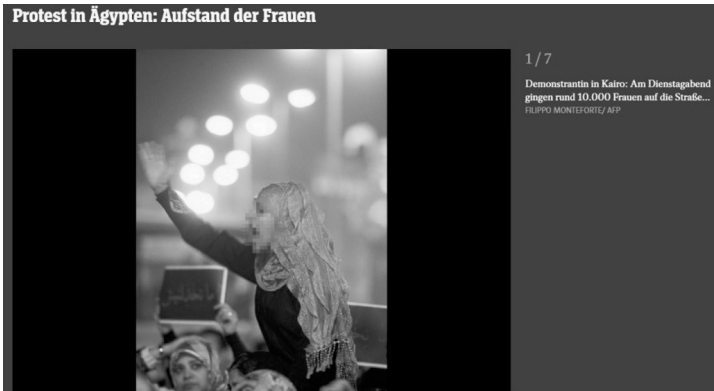 Protest in Ägypten: Aufstand der Frauen
1/7
Demonstrantin in Kairo: Am Dienstagabend
gingen rund 10.000 Frauen auf die Straße...
FILIPPO MONTEFORTE/ AFP